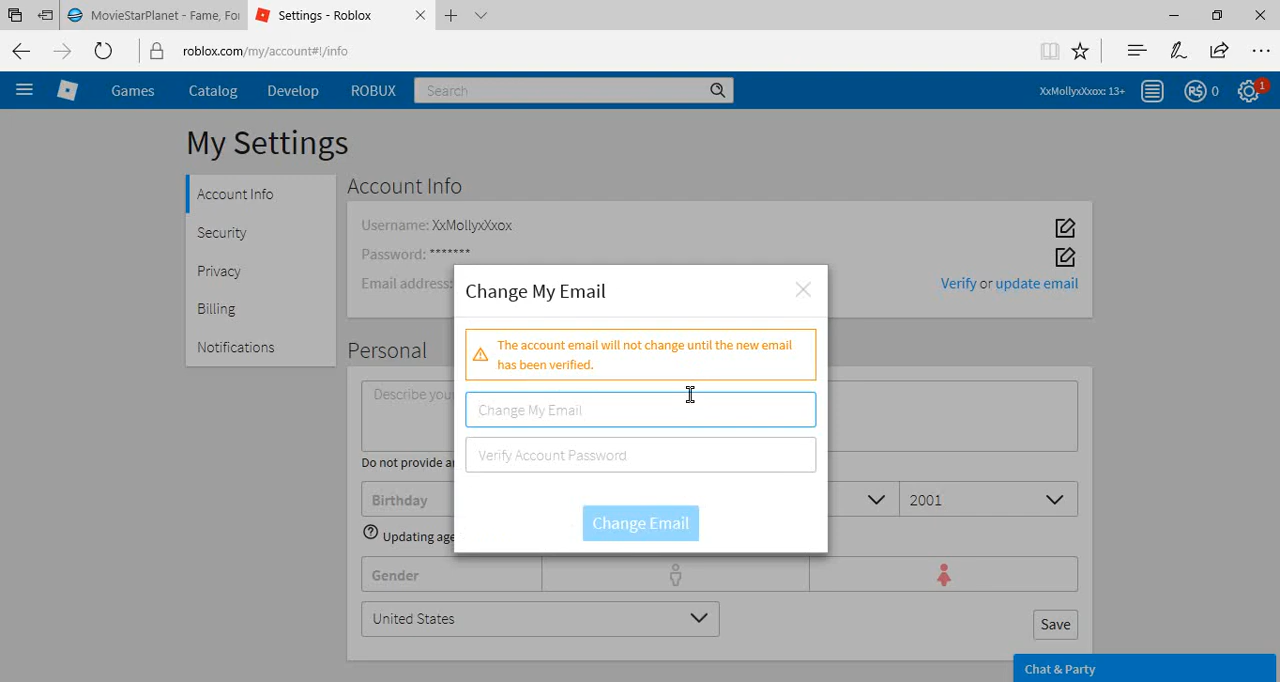 MovieStarPlanet - Fame, Fo
Settings - Roblox
roblox.com/my/account#!/info
Games Catalog Develop ROBUX Search XxMollyxXxox: 13+ R$ 0 1
My Settings
Account Info
Security
Privacy
Billing
Notifications
Account Info
Username: XxMollyxXxox
Password: *******
Email address:
Verify or update email
Change My Email
The account email will not change until the new email
has been verified.
Change My Email
Verify Account Password
Change Email
Personal
Describe you
Do not provide a
Birthday 2001
Updating age
Gender
United States
Save
Chat & Party